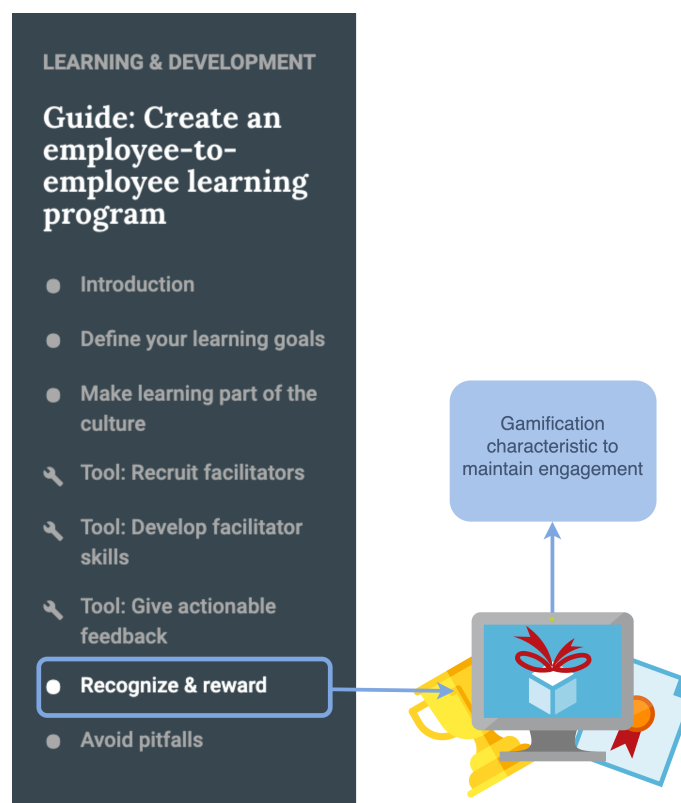 LEARNING & DEVELOPMENT
Guide: Create an
employee-to-
employee learning
program
Introduction
Define your learning goals
Make learning part of the
culture
Tool: Recruit facilitators
Tool: Develop facilitator
skills
Tool: Give actionable
feedback
Recognize & reward
Avoid pitfalls
Gamification
characteristic to
maintain engagement